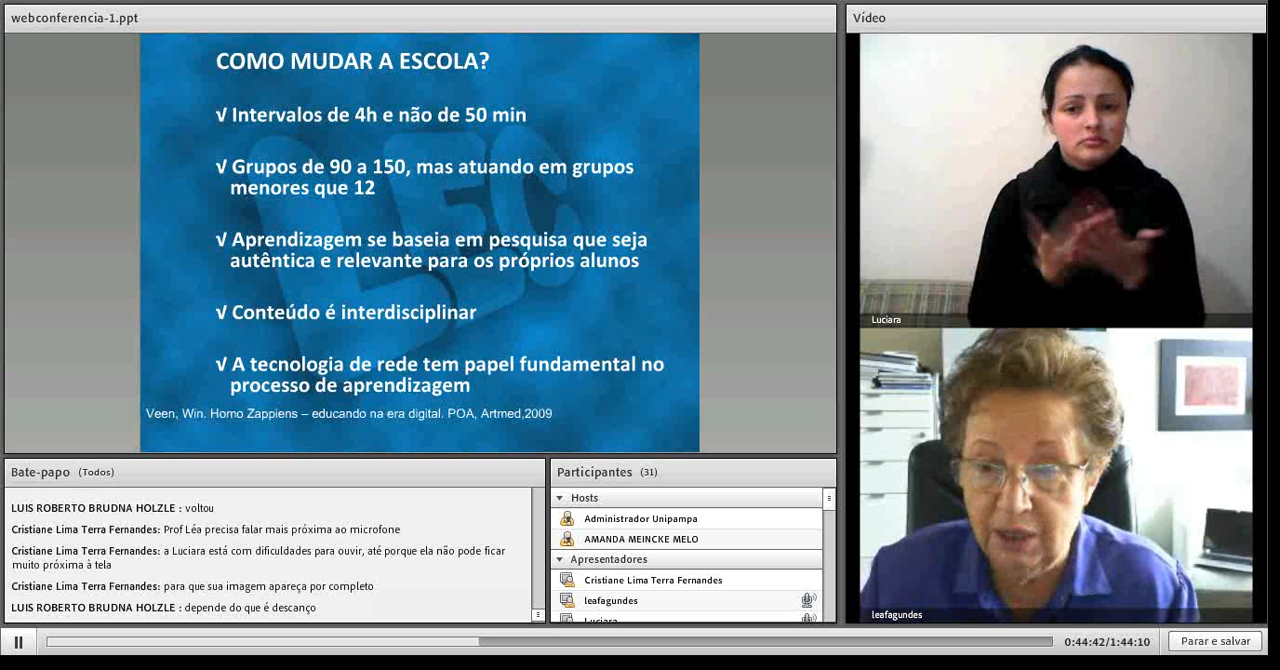 webconferencia-1.ppt
COMO MUDAR A ESCOLA?
√ Intervalos de 4h e não de 50 min
√ Grupos de 90 a 150, mas atuando em grupos
menores que 12
√ Aprendizagem se baseia em pesquisa que seja
autêntica e relevante para os próprios alunos
√ Conteúdo é interdisciplinar
√ A tecnologia de rede tem papel fundamental no
processo de aprendizagem
Veen, Win. Homo Zappiens – educando na era digital. POA, Artmed,2009
LEC
Bate-papo (Todos)
LUIS ROBERTO BRUDNA HOLZLE : voltou
Cristiane Lima Terra Fernandes: Prof Léa precisa falar mais próxima ao microfone
Cristiane Lima Terra Fernandes: a Luciara está com dificuldades para ouvir, até porque ela não pode ficar
muito próxima à tela
Cristiane Lima Terra Fernandes: para que sua imagem apareça por completo
LUIS ROBERTO BRUDNA HOLZLE : depende do que é descanço
Participantes (31)
Hosts
Administrador Unipampa
AMANDA MEINCKE MELO
Apresentadores
Cristiane Lima Terra Fernandes
leafagundes
Luciara
Vídeo
Luciara
leafagundes
0:44:42/1:44:10
Parar e salvar